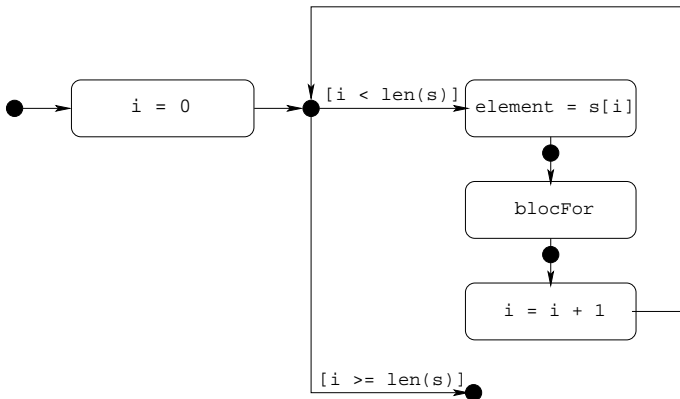 [i < len(s)]
i = 0
element = s[i]
blocFor
i = i + 1
[i >= len(s)]